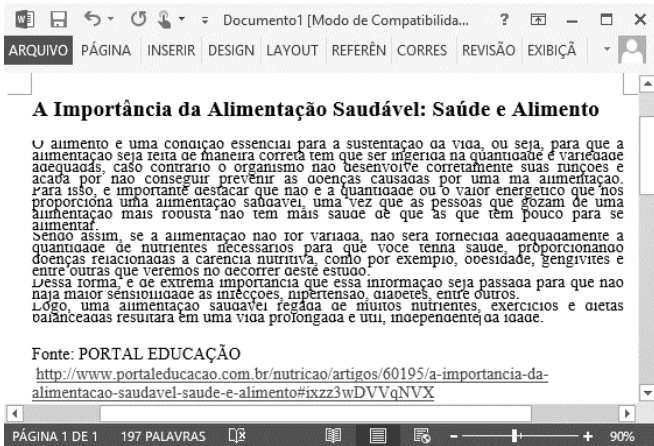 Documento1 [Modo de Compatibilida...
ARQUIVO PÁGINA INSERIR DESIGN LAYOUT REFERÊN CORRES REVISÃO EXIBIÇÃ
A Importância da Alimentação Saudável: Saúde e Alimento
O alimento é uma condição essencial para a sustentação da vida, ou seja, para que a
alimentação seja feita de maneira correta tem que ser ingerida na quantidade e variedade
adequadas, caso contrário o organismo não desenvolve corretamente suas funções e
acaba por não conseguir prevenir as doenças causadas por uma má alimentação.
Para isso, é importante destacar que não é a quantidade ou o valor energético que nos
proporciona uma alimentação saudável, uma vez que as pessoas que gozam de uma
alimentação mais robusta não tem mais saúde de que as que tem pouco para se
alimentar.
Sendo assim, se a alimentação não for variada, não será fornecida adequadamente a
quantidade de nutrientes necessários para que você tenha saúde, proporcionando
doenças relacionadas a carência nutritiva, como por exemplo, obesidade, gengivites e
entre outras que veremos no decorrer deste estudo.
Dessa forma, é de extrema importância que essa informação seja passada para que não
haja maior sensibilidade as infecções, hipertensão, diabetes, entre outros.
Logo, uma alimentação saudável regada de muitos nutrientes, exercícios e dietas
balanceadas resultará em uma vida prolongada e útil, independente da idade.
Fonte: PORTAL EDUCAÇÃO
http://www.portaleducacao.com.br/nutricao/artigos/60195/a-importancia-da-
alimentacao-saudavel-saude-e-alimento#ixzz3wDVVqNVX
PÁGINA 1 DE 1 197 PALAVRAS 90%